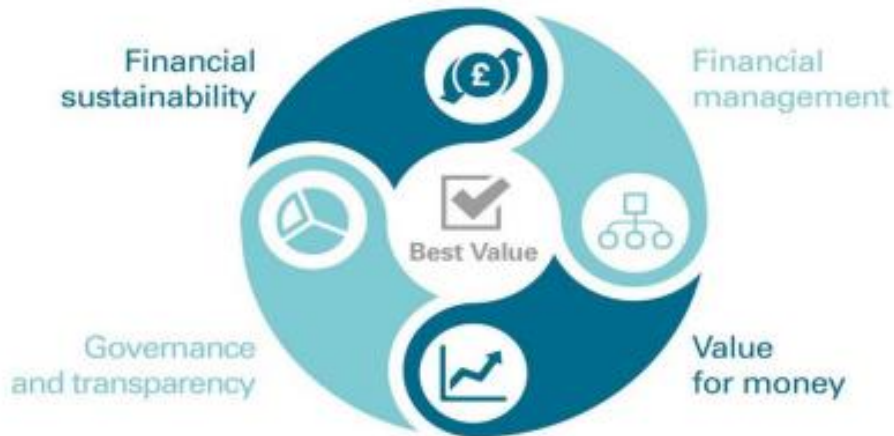 Financial
sustainability
Financial
management
£
Best Value
Governance
and transparency
Value
for money